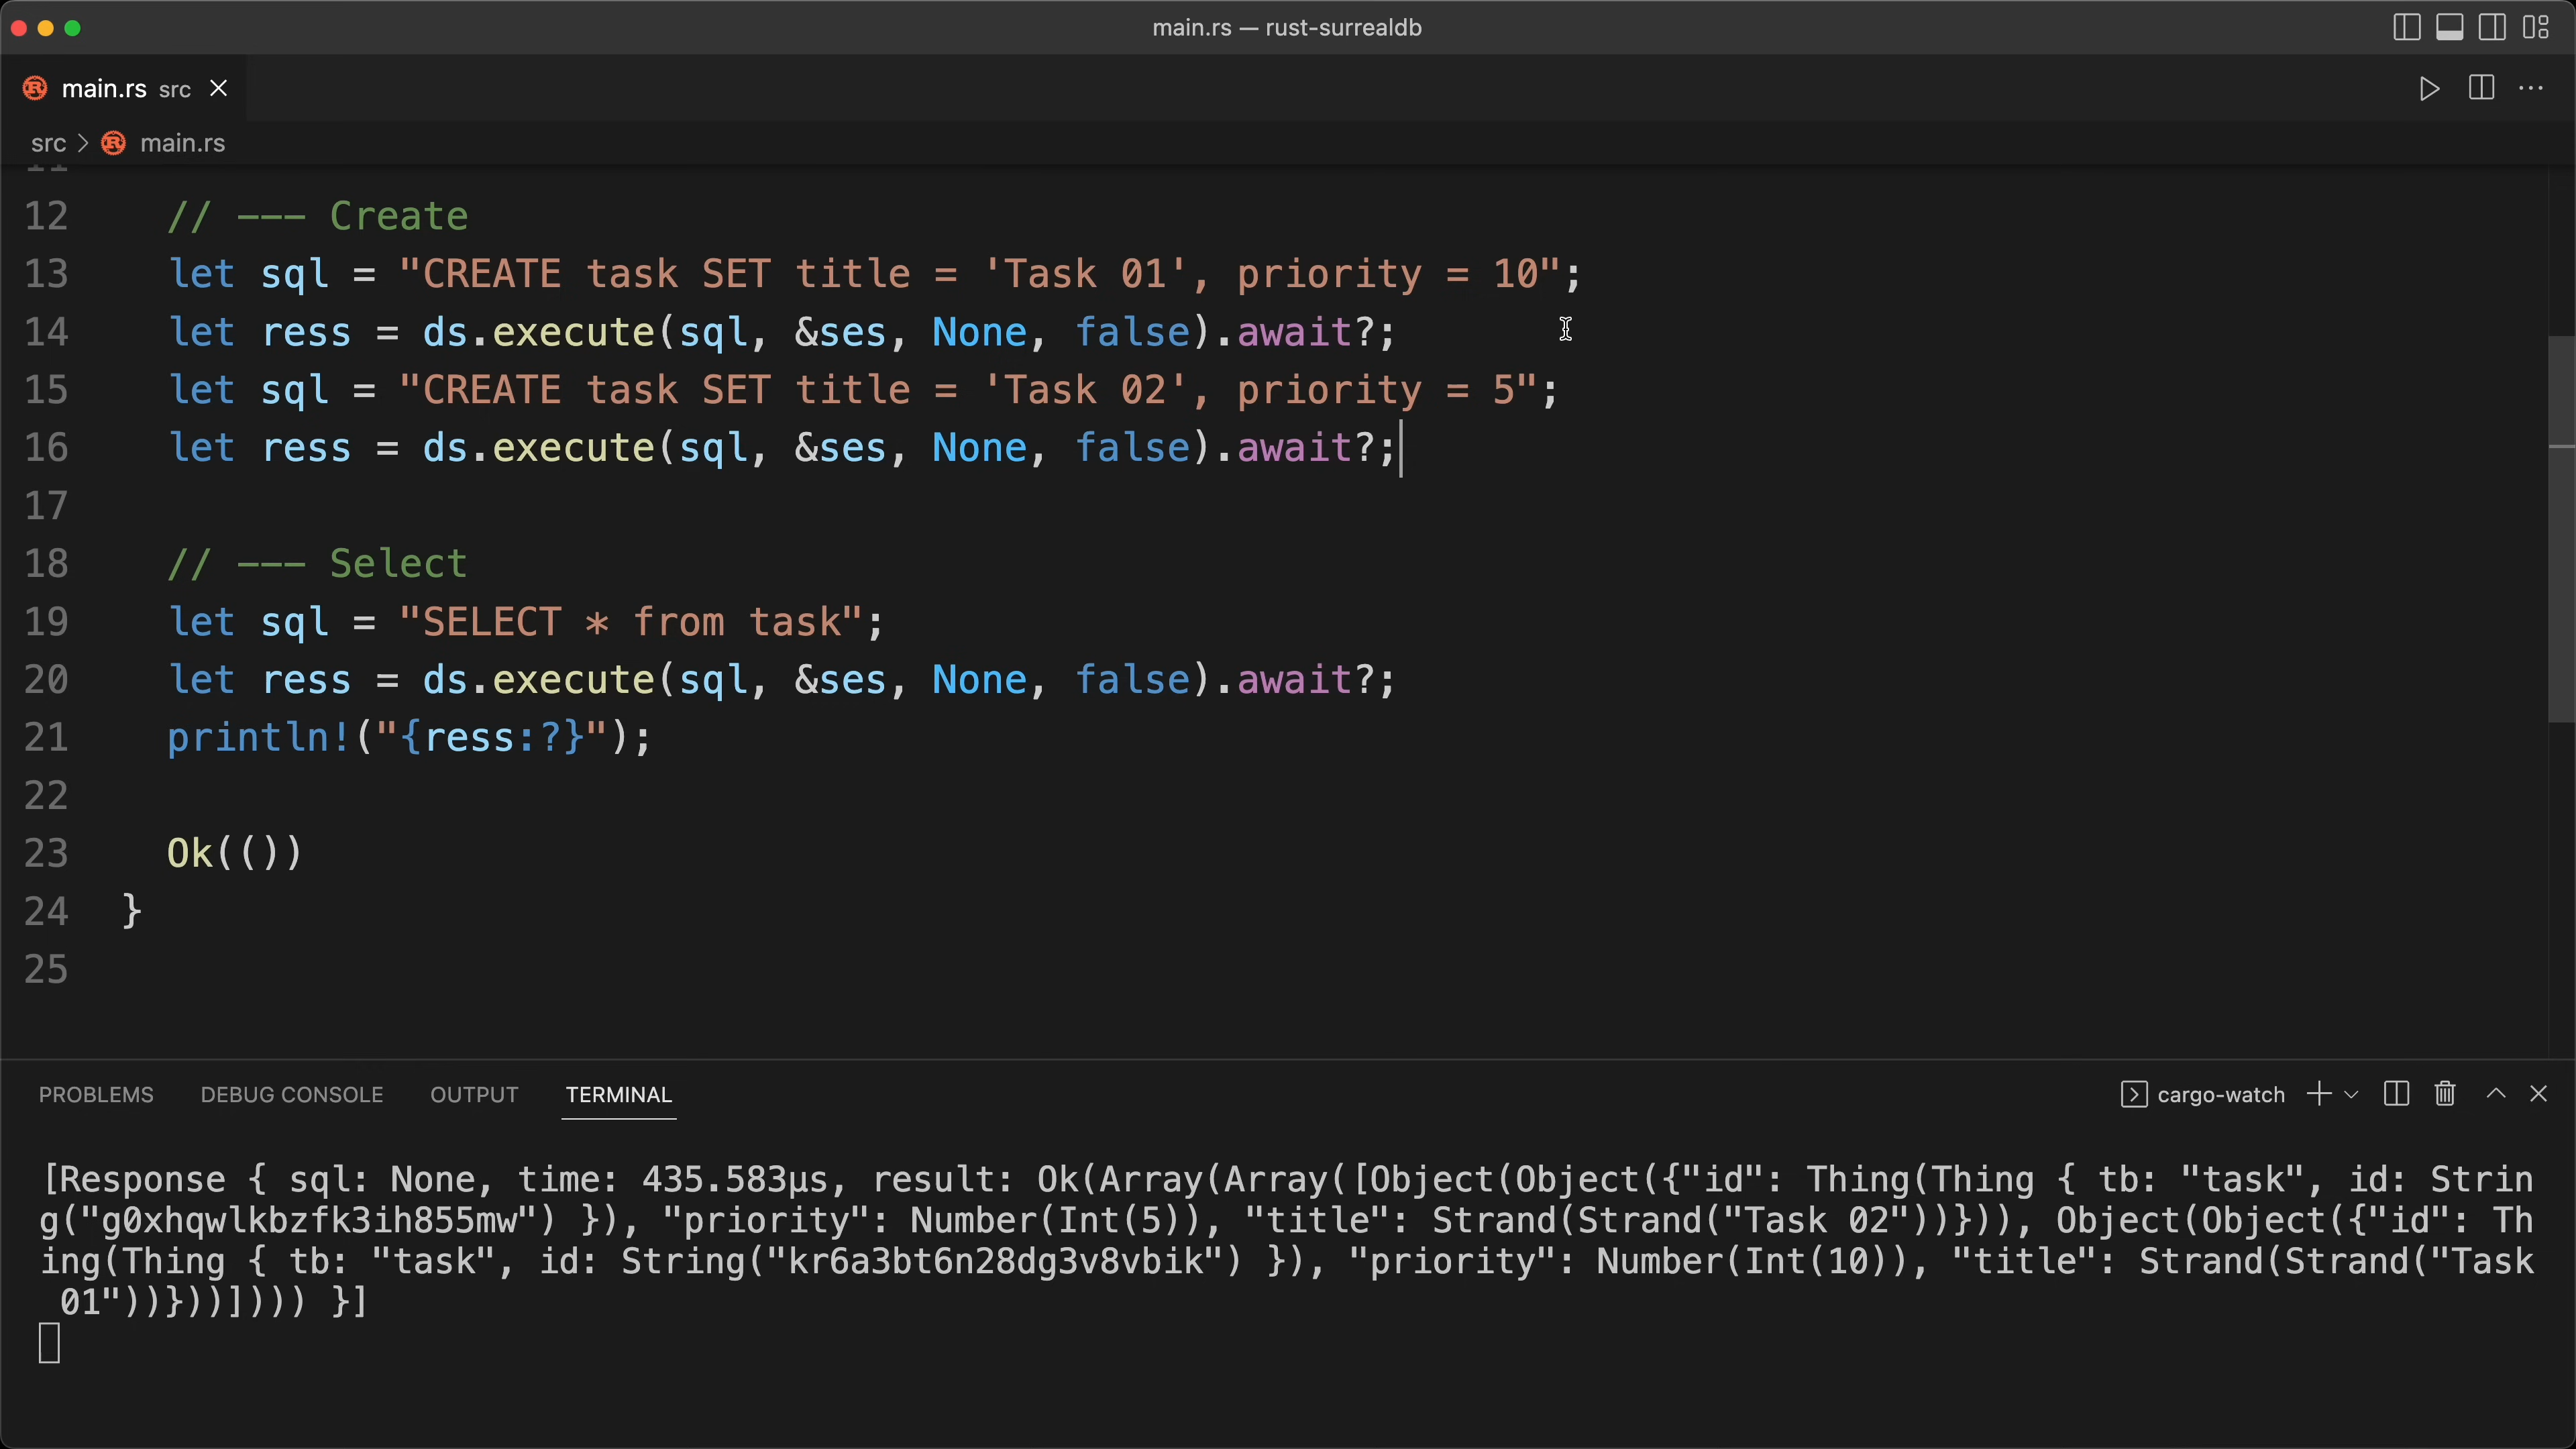 main.rs — rust-surrealdb
main.rs src
src > main.rs
11
12 // --- Create
13 let sql = "CREATE task SET title = 'Task 01', priority = 10";
14 let ress = ds.execute(sql, &ses, None, false).await?;
15 let sql = "CREATE task SET title = 'Task 02', priority = 5";
16 let ress = ds.execute(sql, &ses, None, false).await?;
17
18 // --- Select
19 let sql = "SELECT * from task";
20 let ress = ds.execute(sql, &ses, None, false).await?;
21 println!("{ress:?}");
22
23 Ok(())
24 }
25
PROBLEMS DEBUG CONSOLE OUTPUT TERMINAL cargo-watch
[Response { sql: None, time: 435.583µs, result: Ok(Array(Array([Object(Object({"id": Thing(Thing { tb: "task", id: Strin
g("g0xhqwlkbzfk3ih855mw") }), "priority": Number(Int(5)), "title": Strand(Strand("Task 02"))})), Object(Object({"id": Th
ing(Thing { tb: "task", id: String("kr6a3bt6n28dg3v8vbik") }), "priority": Number(Int(10)), "title": Strand(Strand("Task
01"))}))]))) }]